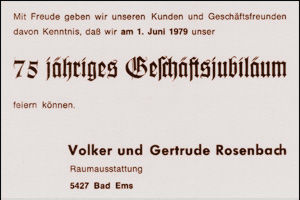 Mit Freude geben wir unseren Kunden und Geschäftsfreunden
davon Kenntnis, daß wir am 1. Juni 1979 unser
75 jähriges Geschäftsjubiläum
feiern können.
Volker und Gertrude Rosenbach
Raumausstattung
5427 Bad Ems